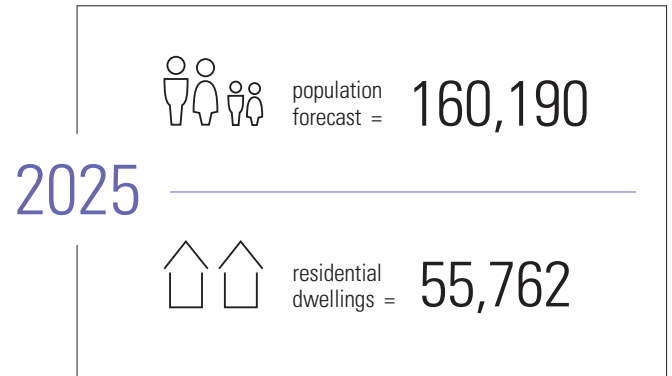 population
forecast = 160,190
2025
residential
dwellings = 55,762